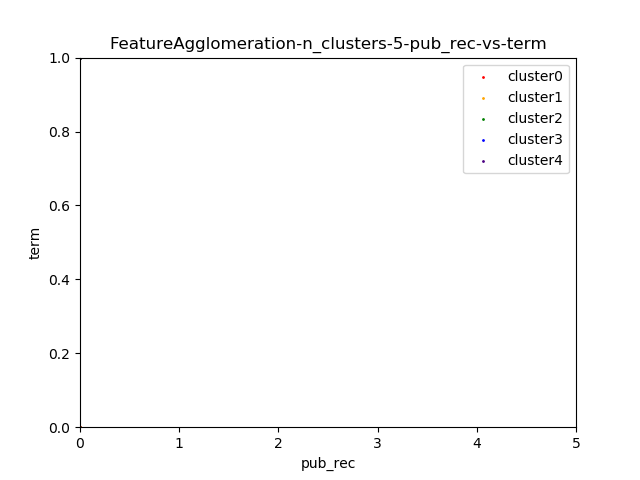 FeatureAgglomeration-n_clusters-5-pub_rec-vs-term
1.0
0.8
0.6
0.4
0.2
0.0
term
cluster0
cluster1
cluster2
cluster3
cluster4
0 1 2 3 4 5
pub_rec